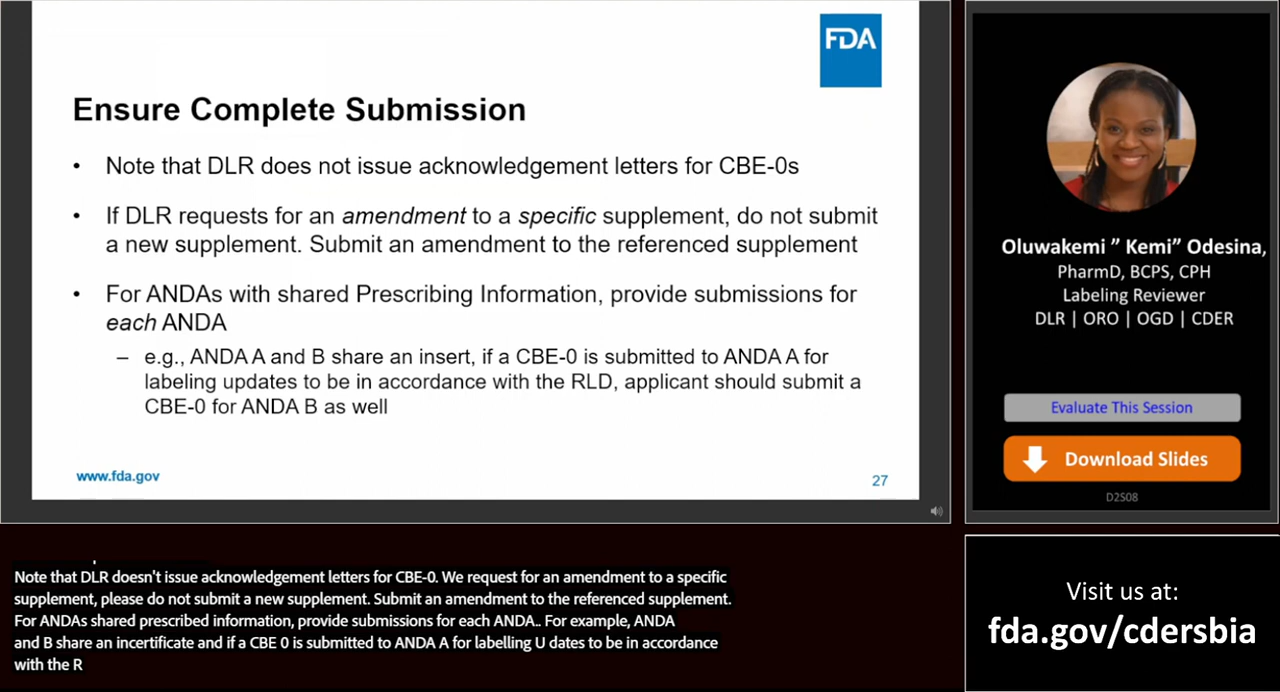 FDA
Ensure Complete Submission
• Note that DLR does not issue acknowledgement letters for CBE-0s
• If DLR requests for an amendment to a specific supplement, do not submit
a new supplement. Submit an amendment to the referenced supplement
• For ANDAs with shared Prescribing Information, provide submissions for
each ANDA
– e.g., ANDA A and B share an insert, if a CBE-0 is submitted to ANDA A for
labeling updates to be in accordance with the RLD, applicant should submit a
CBE-0 for ANDA B as well
www.fda.gov
27
Oluwakemi ” Kemi” Odesina,
PharmD, BCPS, CPH
Labeling Reviewer
DLR | ORO | OGD | CDER
Evaluate This Session
Download Slides
D2S08
Note that DLR doesn't issue acknowledgement letters for CBE-0. We request for an amendment to a specific
supplement, please do not submit a new supplement. Submit an amendment to the referenced supplement.
For ANDAs shared prescribed information, provide submissions for each ANDA.. For example, ANDA
and B share an incertificate and if a CBE 0 is submitted to ANDA A for labelling U dates to be in accordance
with the R
Visit us at:
fda.gov/cdersbia